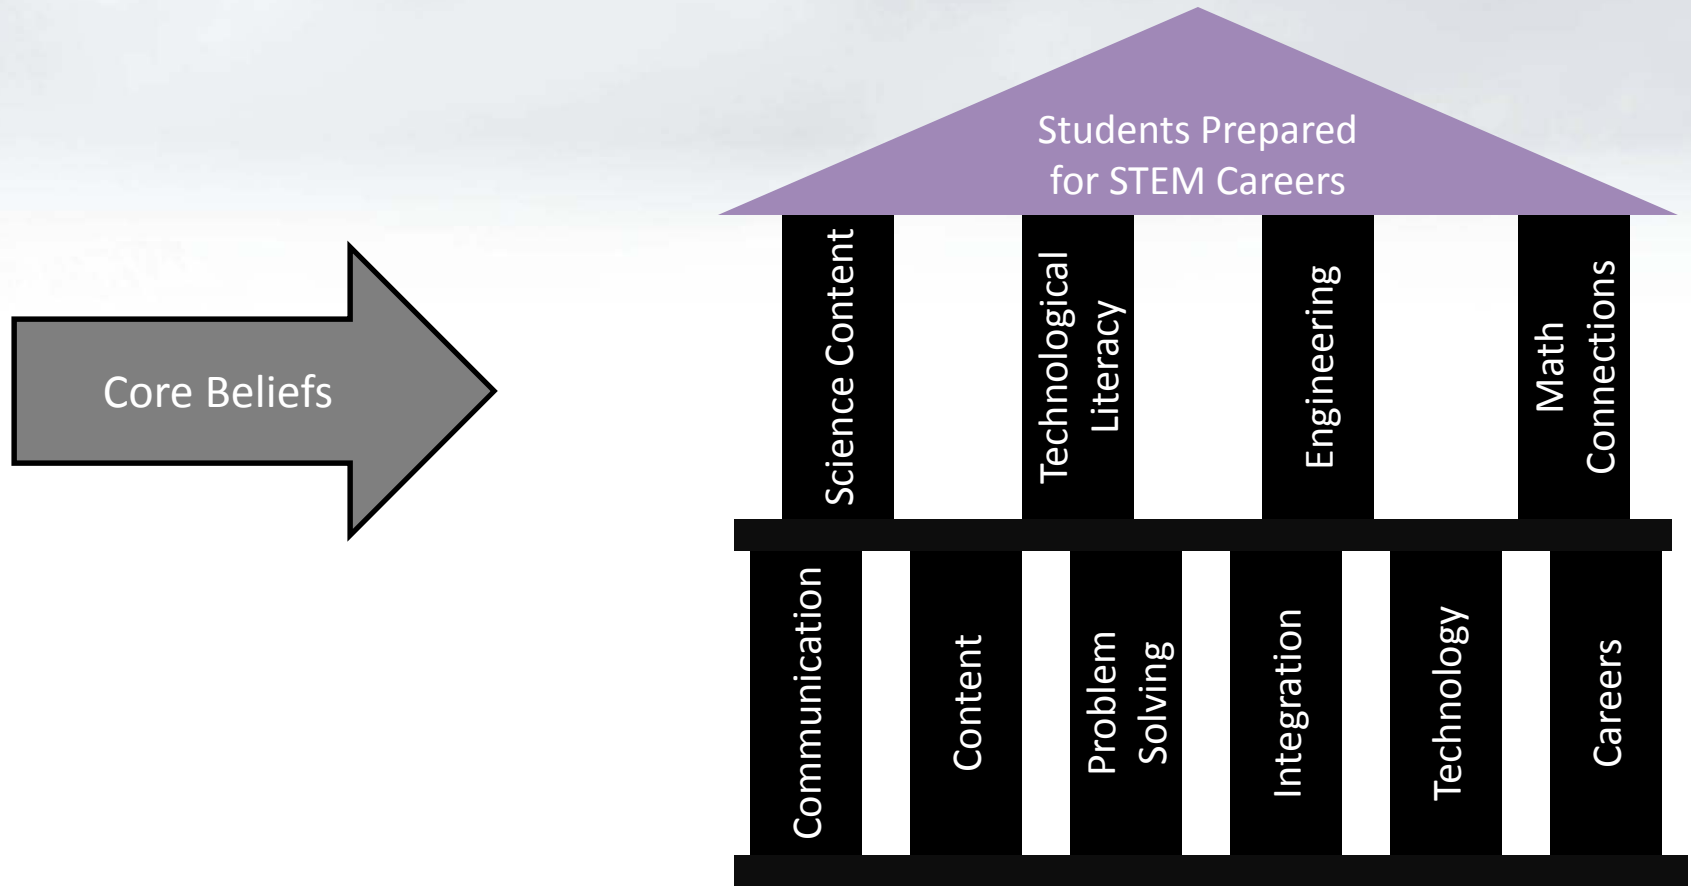 Students Prepared
for STEM Careers
Core Beliefs
Science Content
Technological
Literacy
Engineering
Math
Connections
Communication
Content
Problem
Solving
Integration
Technology
Careers